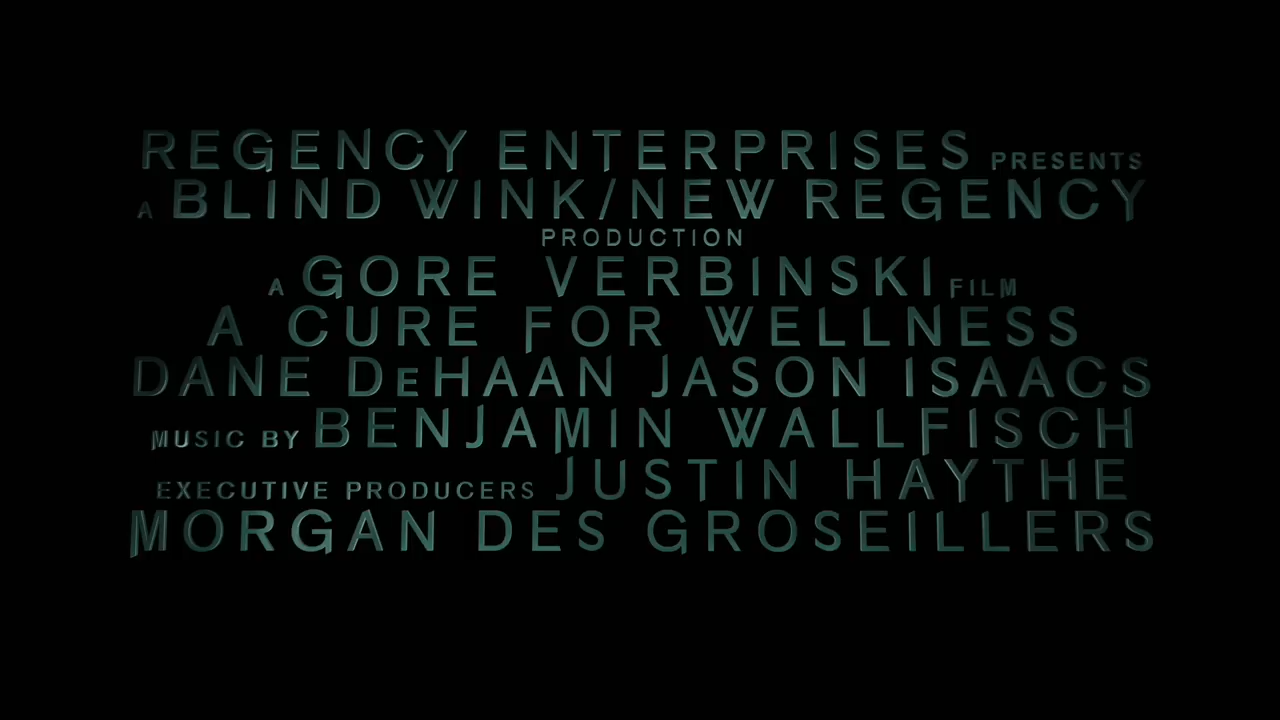 REGENCY ENTERPRISES PRESENTS
A BLIND WINK/NEW REGENCY
PRODUCTION
A GORE VERBINSKI FILM
A CURE FOR WELLNESS
DANE DEHAAN JASON ISAACS
MUSIC BY BENJAMIN WALLFISCH
EXECUTIVE PRODUCERS JUSTIN HAYTHE
MORGAN DES GROSEILLERS